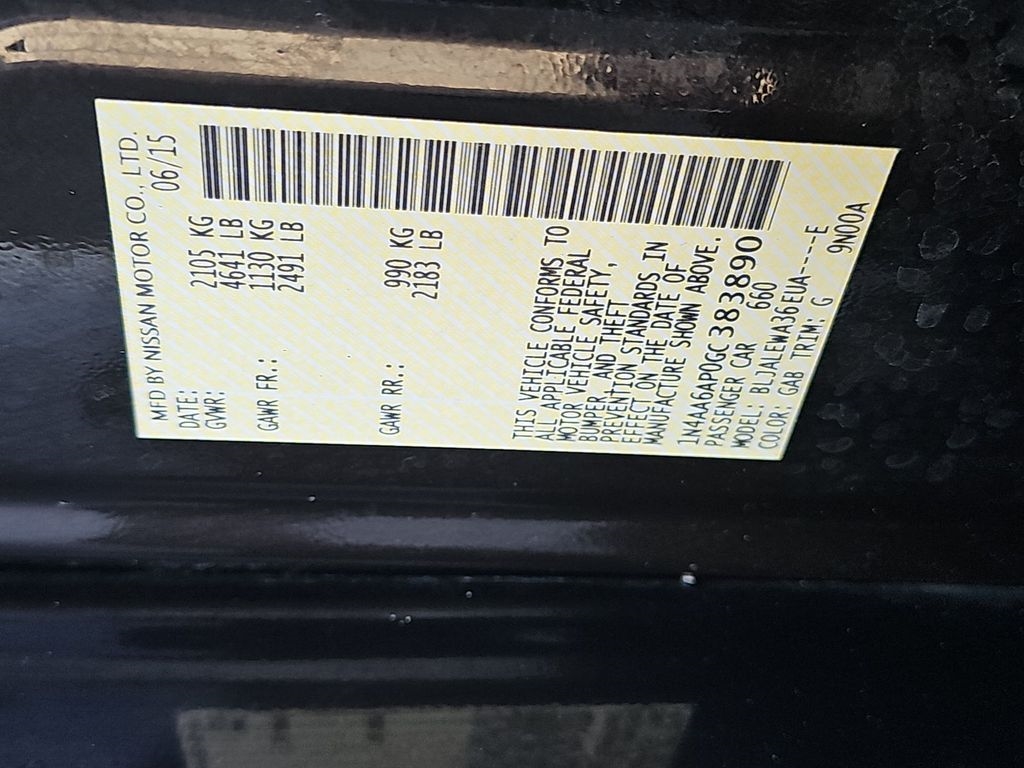 MFD BY NISSAN MOTOR CO., LTD.
DATE: 06/15
GVWR: 2105 KG
4641 LB
GAWR FR.: 1130 KG
2491 LB
GAWR RR.: 990 KG
2183 LB
THIS VEHICLE CONFORMS TO
ALL APPLICABLE FEDERAL
MOTOR VEHICLE SAFETY,
BUMPER, AND THEFT
PREVENTION STANDARDS IN
EFFECT ON THE DATE OF
MANUFACTURE SHOWN ABOVE.
1N4AA6AP0GC383890
PASSENGER CAR 660
MODEL: BLJALEWA36EUA-----E
COLOR: GAB TRIM: G 9N00A